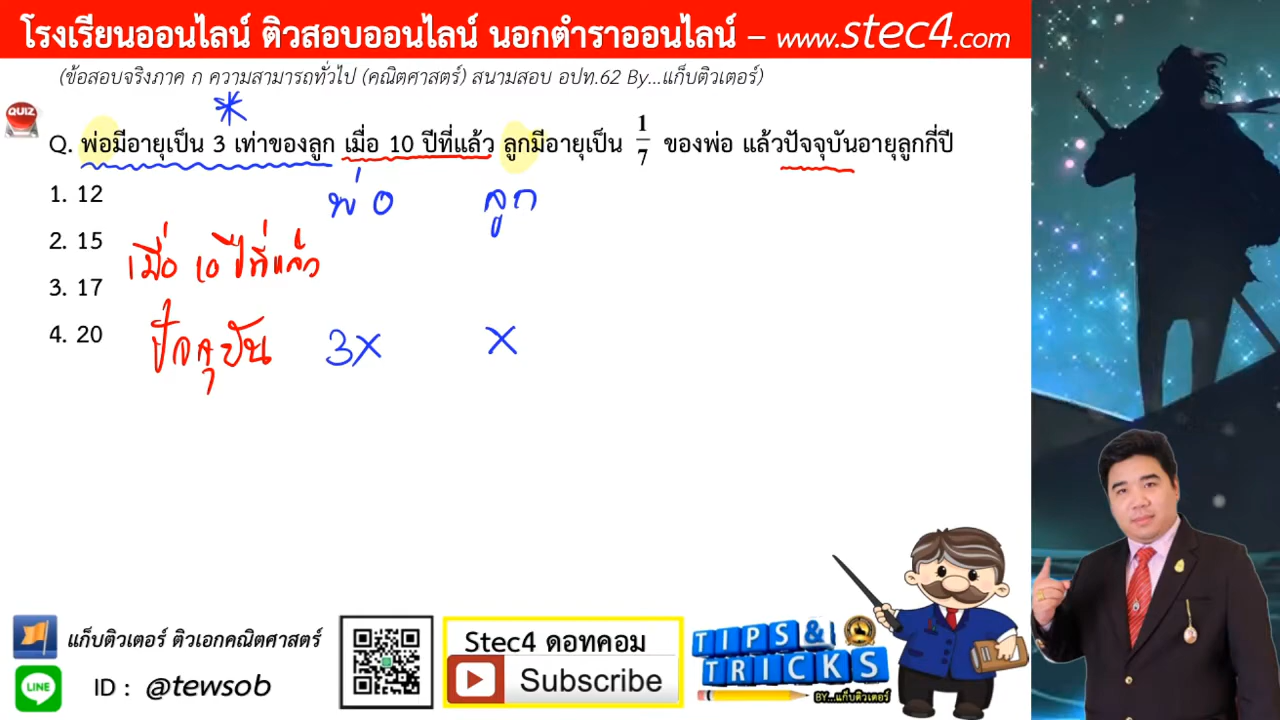 โรงเรียนออนไลน์ ติวสอบออนไลน์ นอกตำราออนไลน์ – www.stec4.com
(ข้อสอบจริงภาค ก ความสามารถทั่วไป (คณิตศาสตร์) สนามสอบ อปท.62 By...แก็บติวเตอร์)
QUIZ
Q. พ่อมีอายุเป็น 3 เท่าของลูก เมื่อ 10 ปีที่แล้ว ลูกมีอายุเป็น 1/7 ของพ่อ แล้วปัจจุบันอายุลูกกี่ปี
1. 12
พ่อ ลูก
2. 15
เมื่อ 10 ปีที่แล้ว
3. 17
4. 20
ปัจจุบัน 3x x
แก็บติวเตอร์ ติวเอกคณิตศาสตร์
LINE ID : @tewsob
Stec4 ดอทคอม
Subscribe
TIPS &
TRICKS
BY...แก็บติวเตอร์